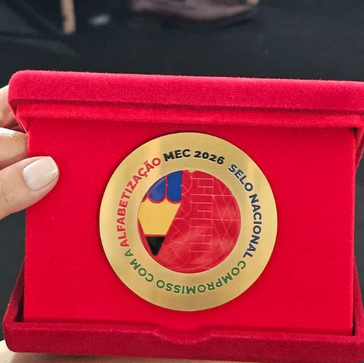 MEC 2026 SELO NACIONAL COMPROMISSO COM A ALFABETIZAÇÃO